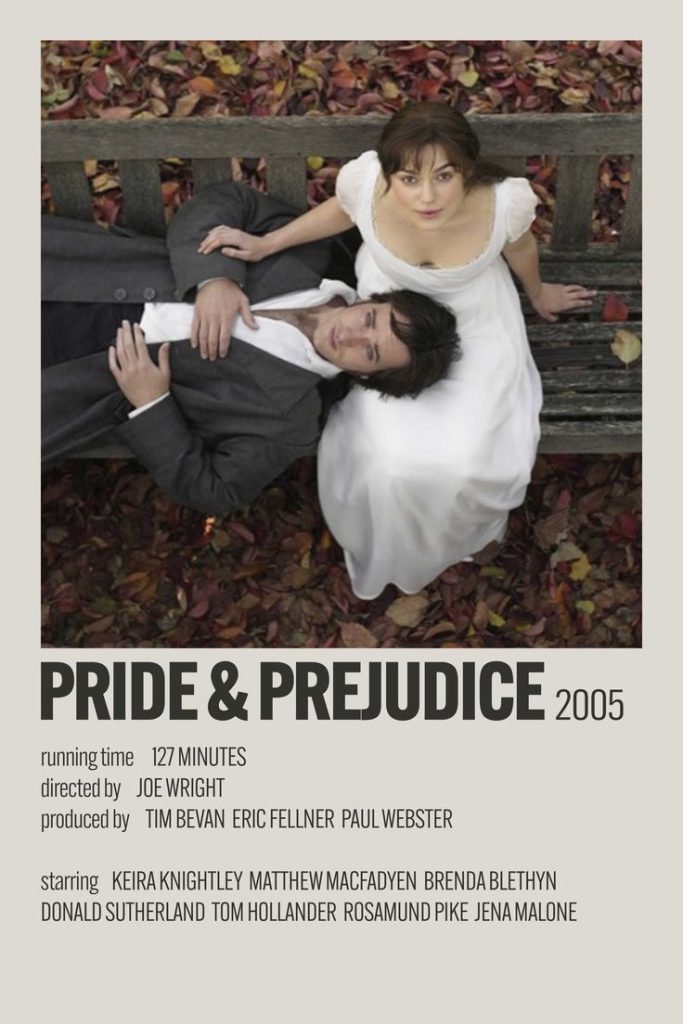 PRIDE & PREJUDICE 2005
running time 127 MINUTES
directed by JOE WRIGHT
produced by TIM BEVAN ERIC FELLNER PAUL WEBSTER
starring KEIRA KNIGHTLEY MATTHEW MACFADYEN BRENDA BLETHYN
DONALD SUTHERLAND TOM HOLLANDER ROSAMUND PIKE JENA MALONE